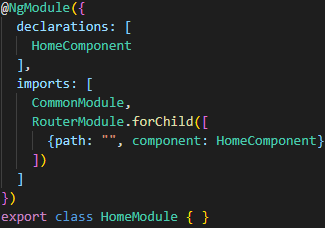 @NgModule({
  declarations: [
    HomeComponent
  ],
  imports: [
    CommonModule,
    RouterModule.forChild([
      {path: "", component: HomeComponent}
    ])
  ]
})
export class HomeModule { }